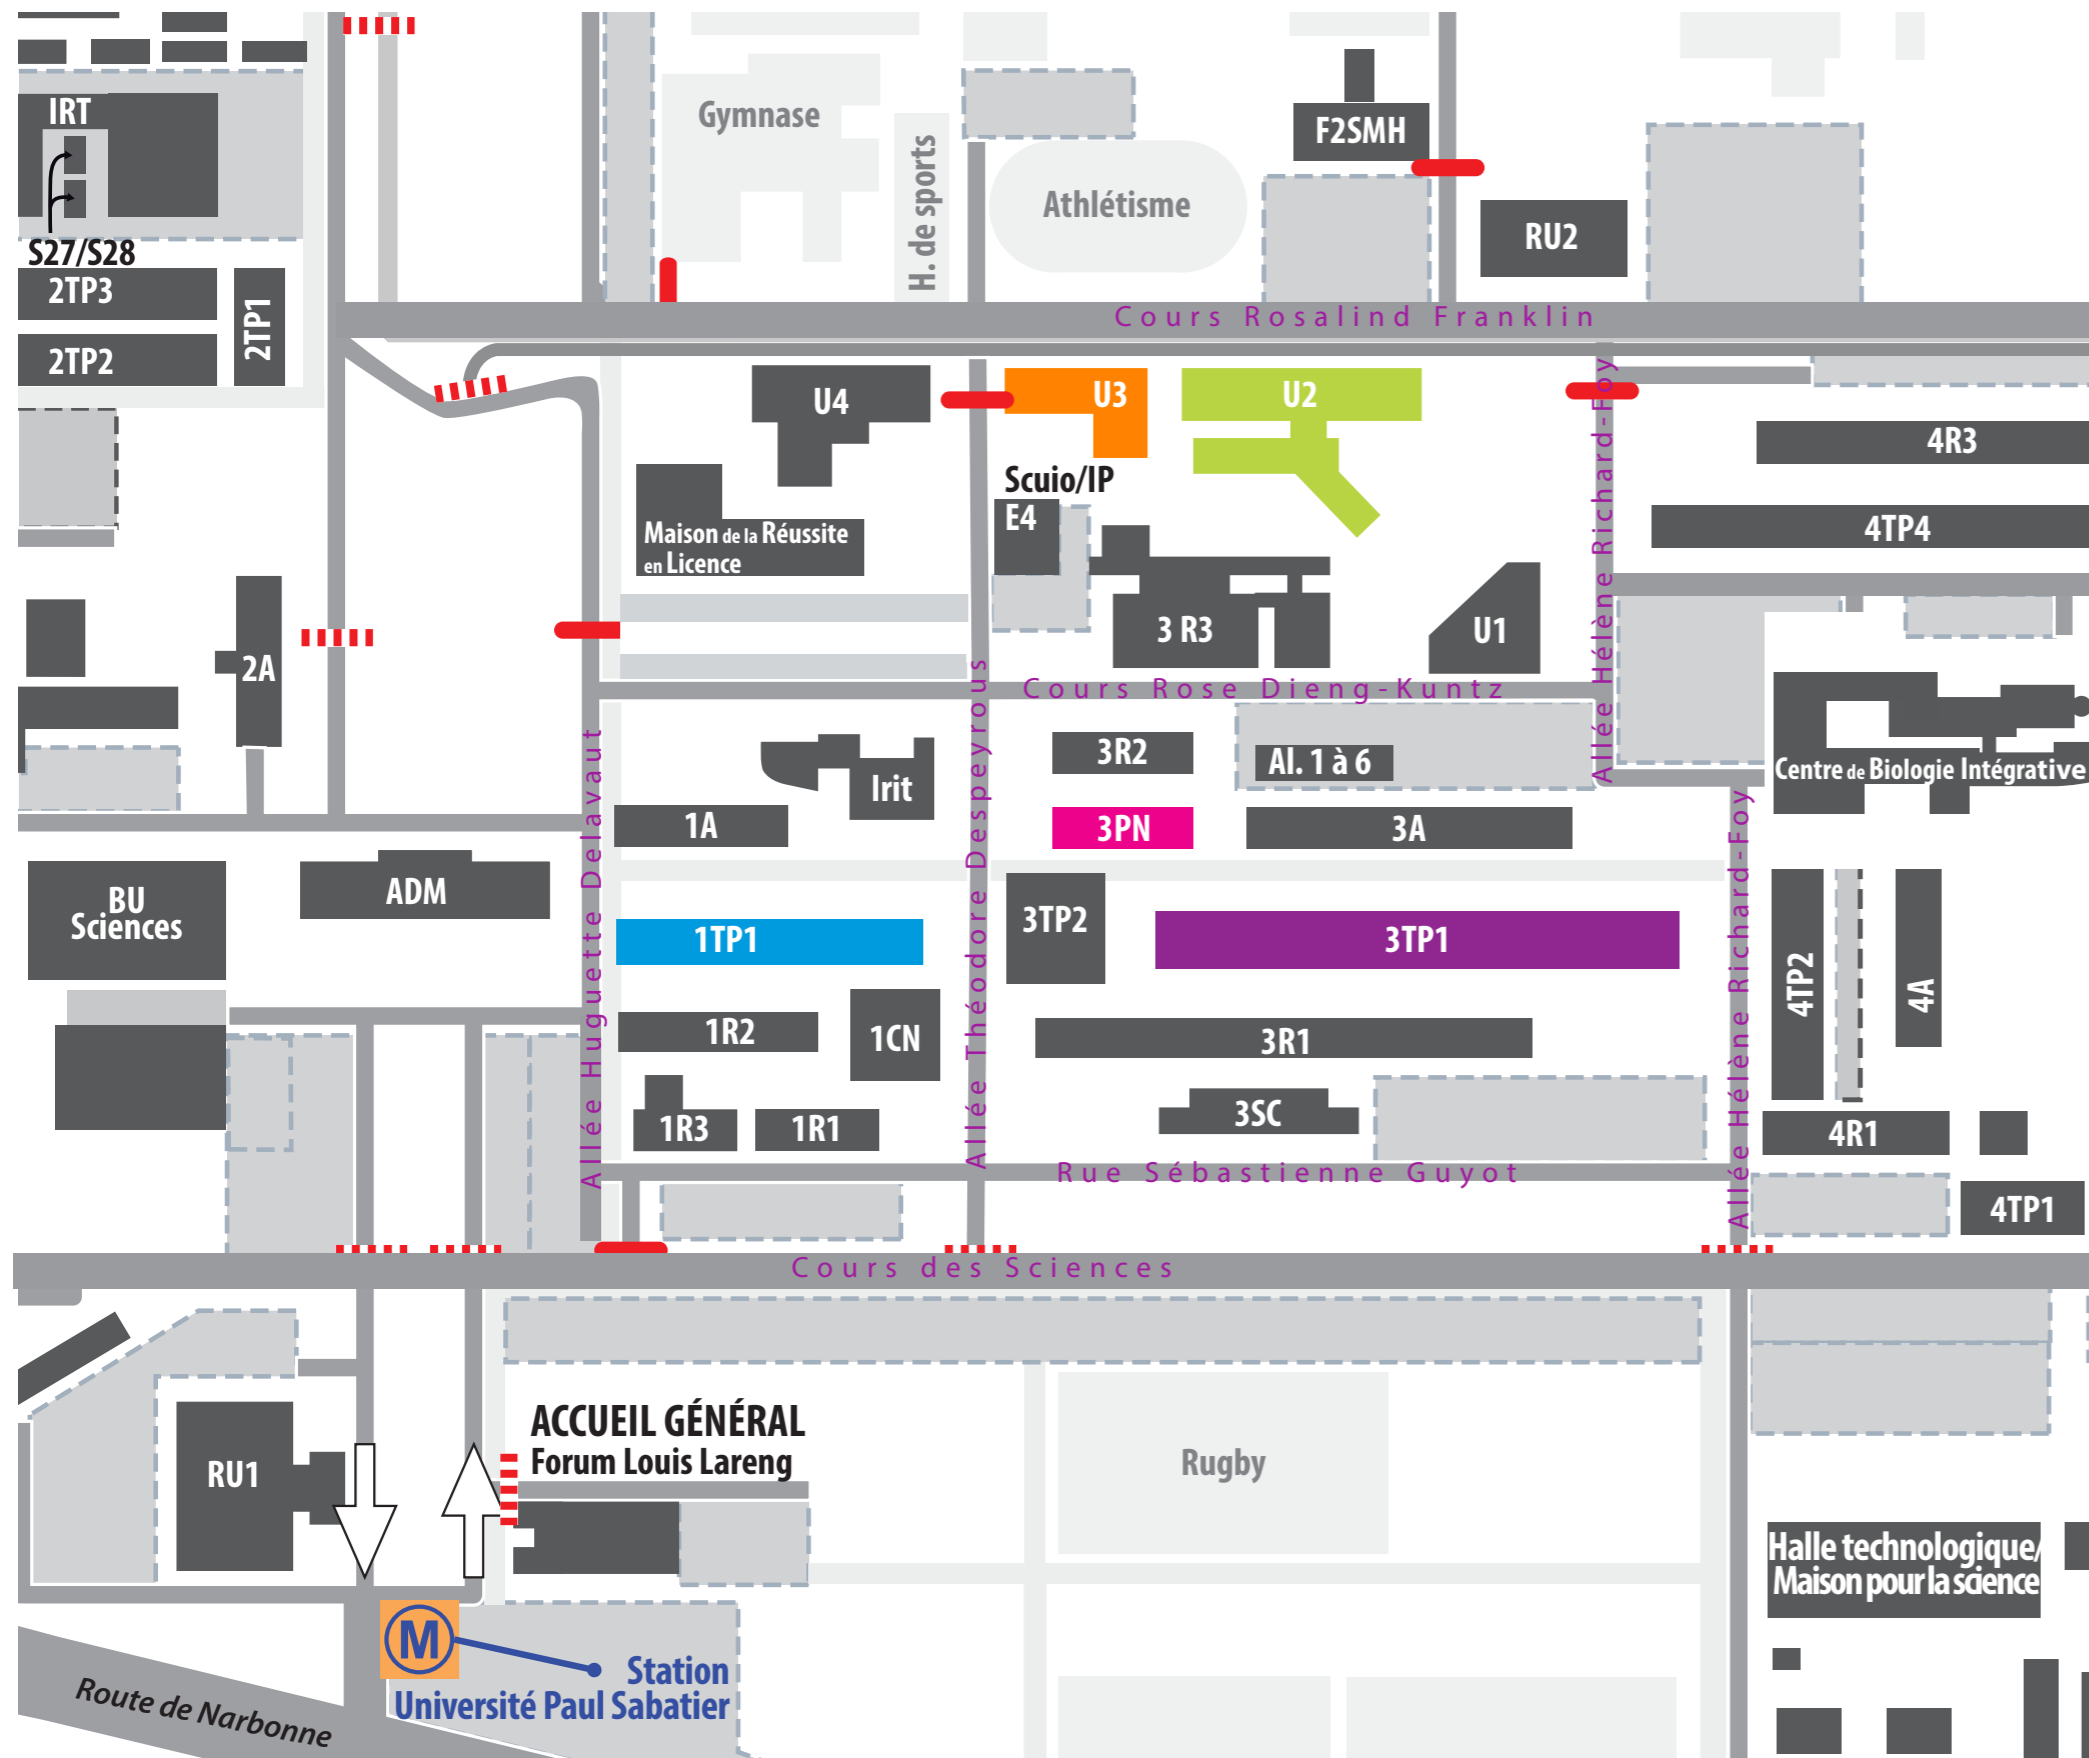 IRT
Gymnase
H. de sports
Athlétisme
F2SMH
RU2
S27/S28
2TP3
2TP1
2TP2
Cours Rosalind Franklin
U4
U3
U2
Allée Hélène Richard-Foy
4R3
Scuio/IP
E4
4TP4
Maison de la Réussite
en Licence
3 R3
U1
2A
Cours Rose Dieng-Kuntz
Allée Huguette Delavaut
Allée Théodore Despeyrous
3R2
Al. 1 à 6
Irit
Centre de Biologie Intégrative
1A
3PN
3A
Allée Hélène Richard-Foy
BU
Sciences
ADM
3TP2
1TP1
3TP1
4TP2
4A
1R2
1CN
3R1
1R3
1R1
3SC
4R1
Rue Sébastienne Guyot
4TP1
Cours des Sciences
ACCUEIL GÉNÉRAL
Forum Louis Lareng
RU1
Rugby
Halle technologique/
Maison pour la science
M
Station
Université Paul Sabatier
Route de Narbonne